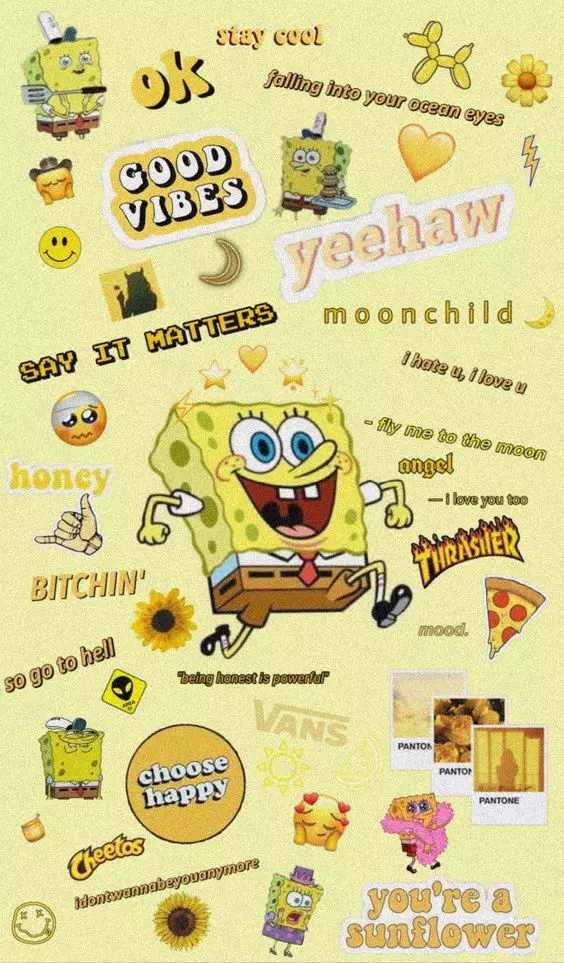 stay cool
ok
falling into your ocean eyes
GOOD
VIBES
yeehaw
moonchild
SAY IT MATTERS
i hate u, i love u
- fly me to the moon
angel
honey
— i love you too
THRASHER
BITCHIN'
mood.
so go to hell
AREA
51
"being honest is powerful"
VANS
PANTON
PANTON
PANTONE
choose
happy
Cheetos
idontwannabeyouanymore
you're a
sunflower